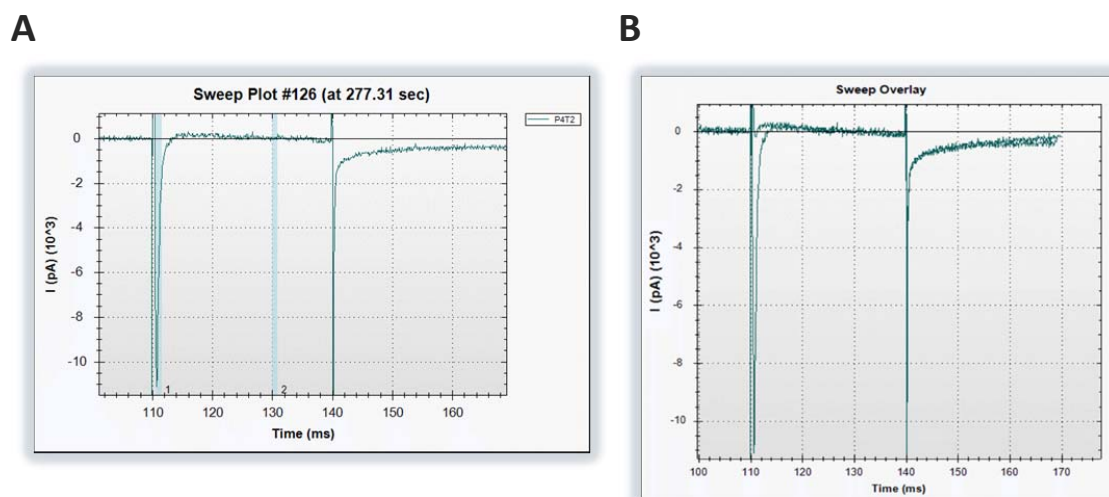 A
Sweep Plot #126 (at 277.31 sec)
P4T2
I (pA) (10^3)
0
-2
-4
-6
-8
-10
1
2
110 120 130 140 150 160
Time (ms)
B
Sweep Overlay
I (pA) (10^3)
0
-2
-4
-6
-8
-10
100 110 120 130 140 150 160 170
Time (ms)